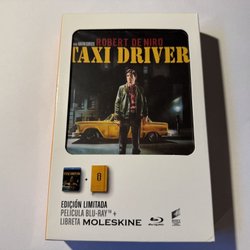 ROBERT DE NIRO
TAXI DRIVER
EDICIÓN LIMITADA
PELÍCULA BLU-RAY™ +
LIBRETA MOLESKINE